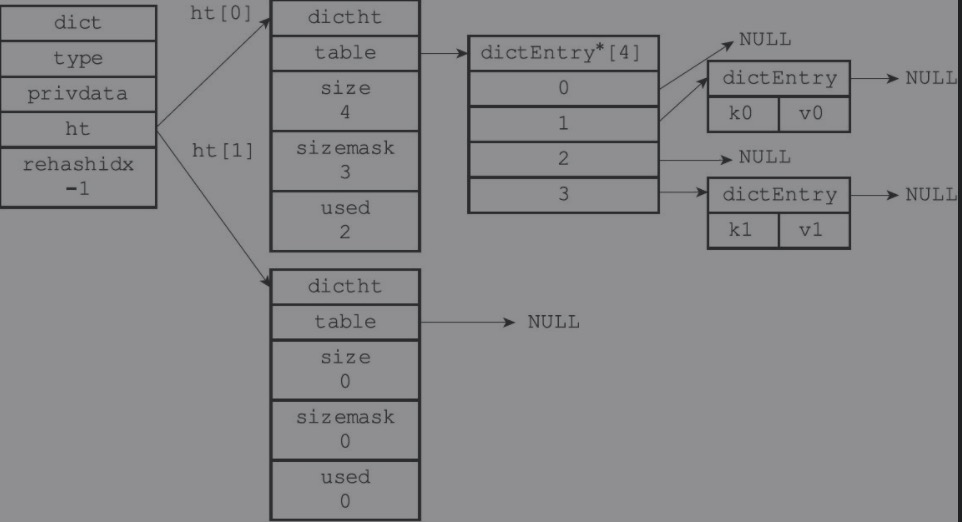 dict
type
privdata
ht
rehashidx
-1
ht[0]
ht[1]
dictht
table
size
4
sizemask
3
used
2
dictEntry*[4]
0
1
2
3
NULL
dictEntry
k0 v0
NULL
NULL
dictEntry
k1 v1
NULL
dictht
table
NULL
size
0
sizemask
0
used
0